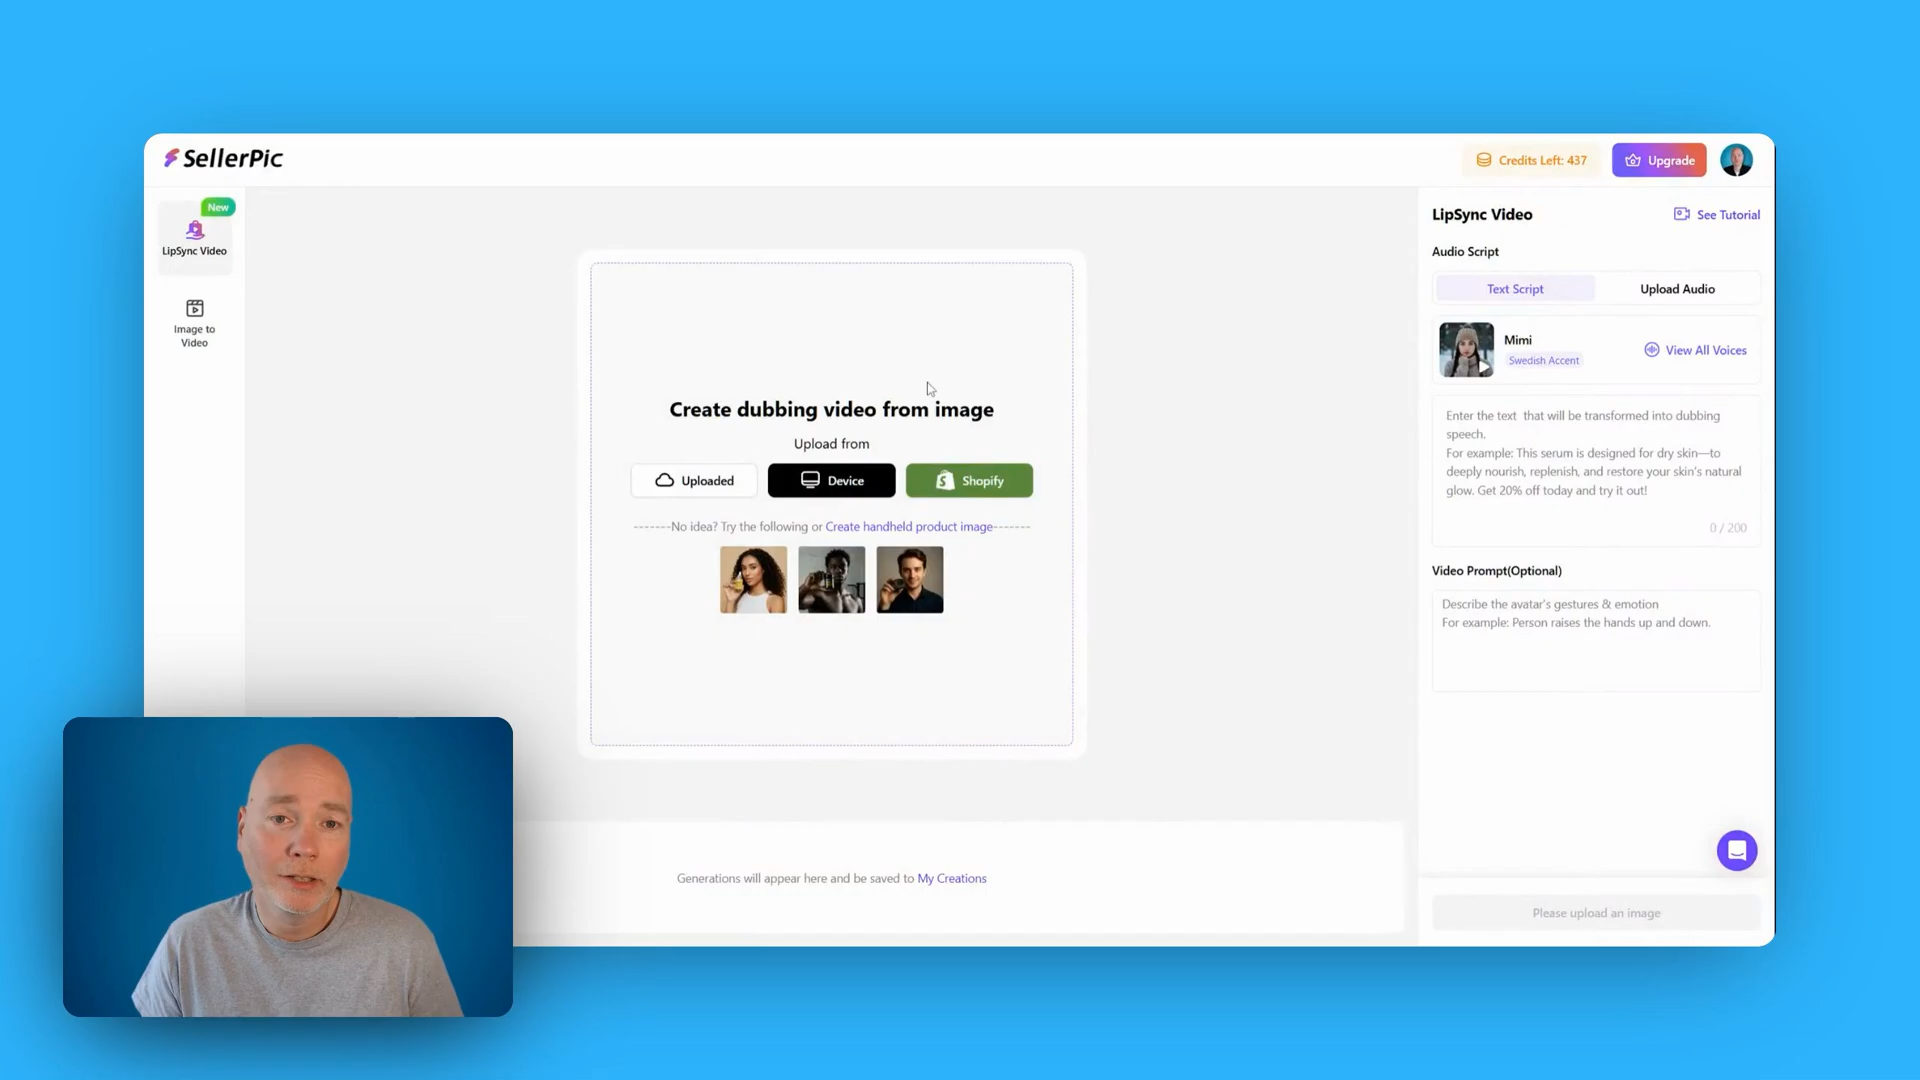 SellerPic
Credits Left: 437
Upgrade
New
LipSync Video
Image to
Video
Create dubbing video from image
Upload from
Uploaded
Device
Shopify
-------No idea? Try the following or Create handheld product image-------
Generations will appear here and be saved to My Creations
LipSync Video
See Tutorial
Audio Script
Text Script
Upload Audio
Mimi
Swedish Accent
View All Voices
Enter the text that will be transformed into dubbing
speech.
For example: This serum is designed for dry skin—to
deeply nourish, replenish, and restore your skin's natural
glow. Get 20% off today and try it out!
0 / 200
Video Prompt(Optional)
Describe the avatar's gestures & emotion
For example: Person raises the hands up and down.
Please upload an image